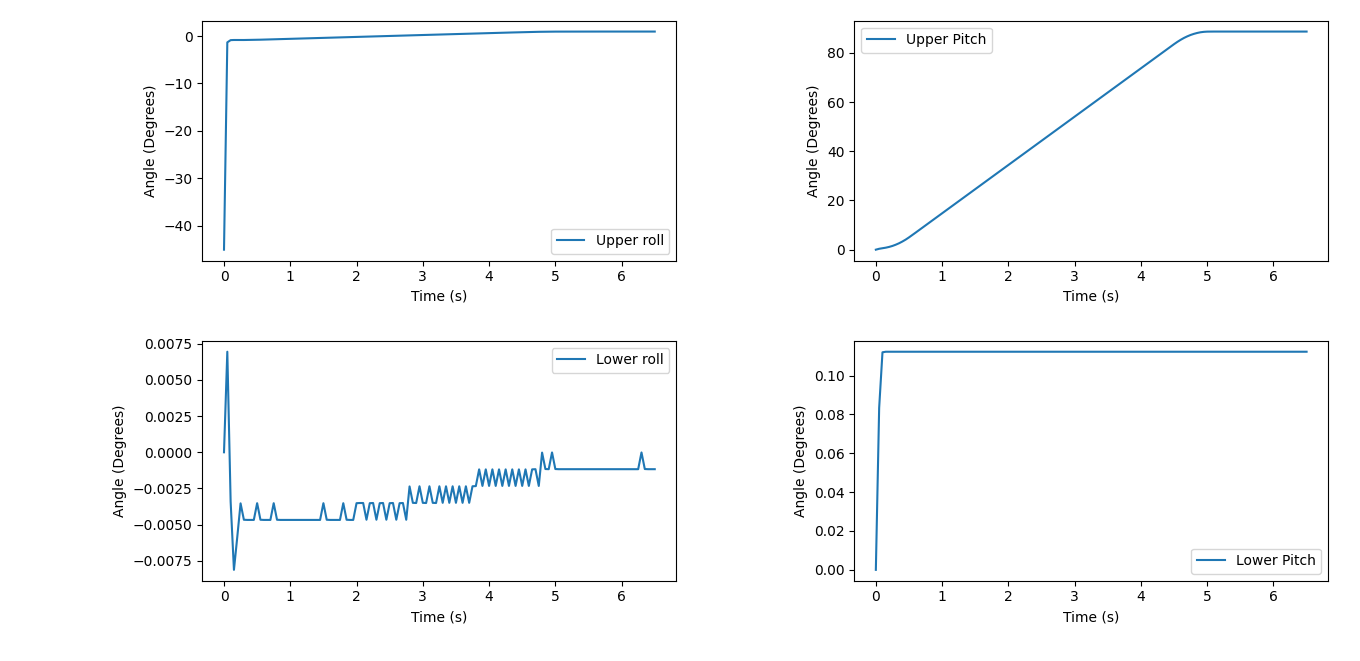 Angle (Degrees)
0
−10
−20
−30
−40
Upper roll
0 1 2 3 4 5 6
Time (s)
Angle (Degrees)
80
60
40
20
0
Upper Pitch
0 1 2 3 4 5 6
Time (s)
Angle (Degrees)
0.0075
0.0050
0.0025
0.0000
−0.0025
−0.0050
−0.0075
Lower roll
0 1 2 3 4 5 6
Time (s)
Angle (Degrees)
0.10
0.08
0.06
0.04
0.02
0.00
Lower Pitch
0 1 2 3 4 5 6
Time (s)